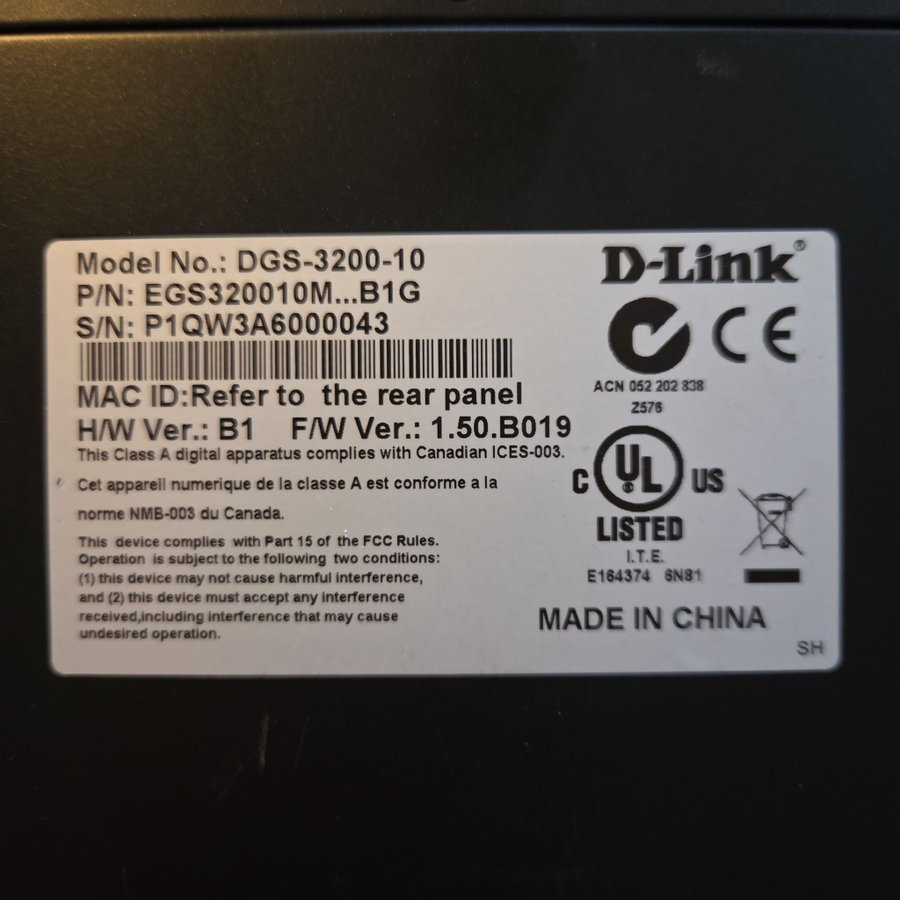 Model No.: DGS-3200-10
P/N: EGS320010M...B1G
S/N: P1QW3A6000043
MAC ID:Refer to the rear panel
H/W Ver.: B1 F/W Ver.: 1.50.B019
This Class A digital apparatus complies with Canadian ICES-003.
Cet appareil numerique de la classe A est conforme a la
norme NMB-003 du Canada.
This device complies with Part 15 of the FCC Rules.
Operation is subject to the following two conditions:
(1) this device may not cause harmful interference,
and (2) this device must accept any interference
received,including interference that may cause
undesired operation.
D-Link®
CE
ACN 052 202 838
Z576
C UL® US
LISTED
I.T.E.
E164374 6N81
MADE IN CHINA
SH